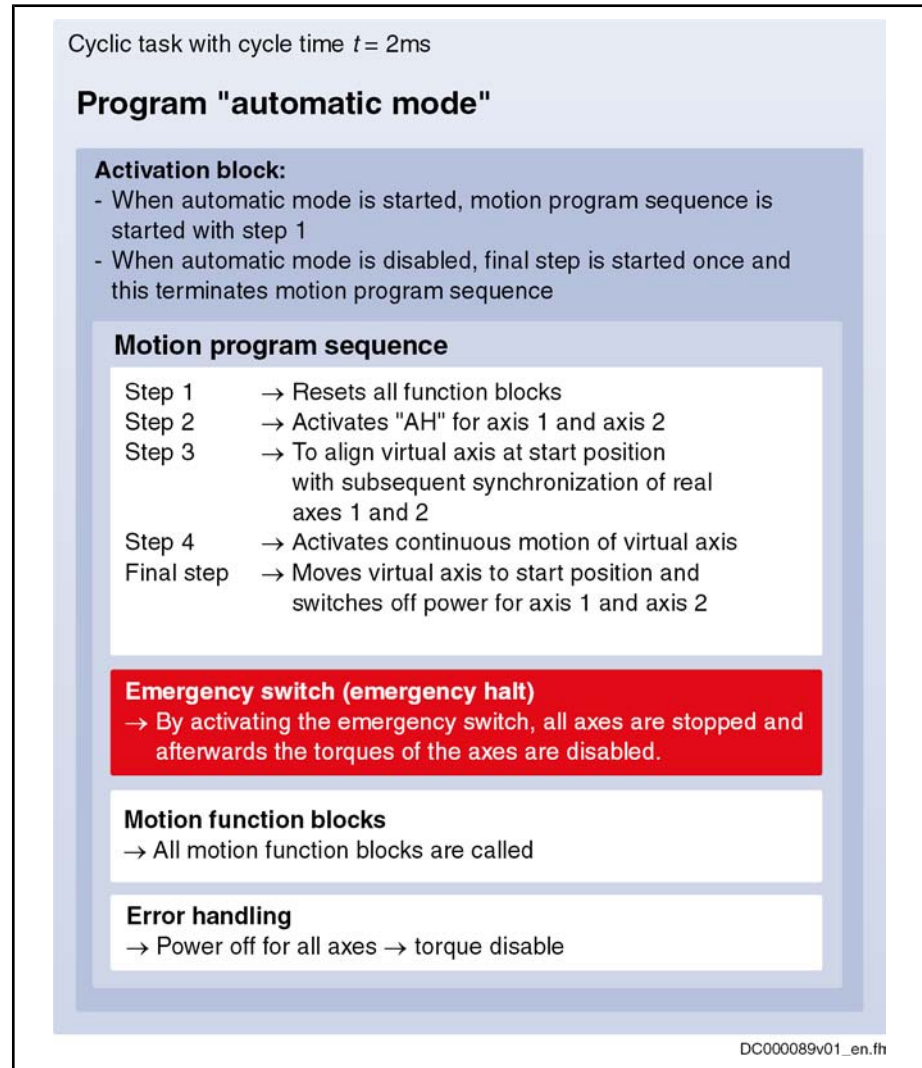 Cyclic task with cycle time t = 2ms
Program "automatic mode"
Activation block:
- When automatic mode is started, motion program sequence is
started with step 1
- When automatic mode is disabled, final step is started once and
this terminates motion program sequence
Motion program sequence
Step 1 → Resets all function blocks
Step 2 → Activates "AH" for axis 1 and axis 2
Step 3 → To align virtual axis at start position
with subsequent synchronization of real
axes 1 and 2
Step 4 → Activates continuous motion of virtual axis
Final step → Moves virtual axis to start position and
switches off power for axis 1 and axis 2
Emergency switch (emergency halt)
→ By activating the emergency switch, all axes are stopped and
afterwards the torques of the axes are disabled.
Motion function blocks
→ All motion function blocks are called
Error handling
→ Power off for all axes → torque disable
DC000089v01_en.fh